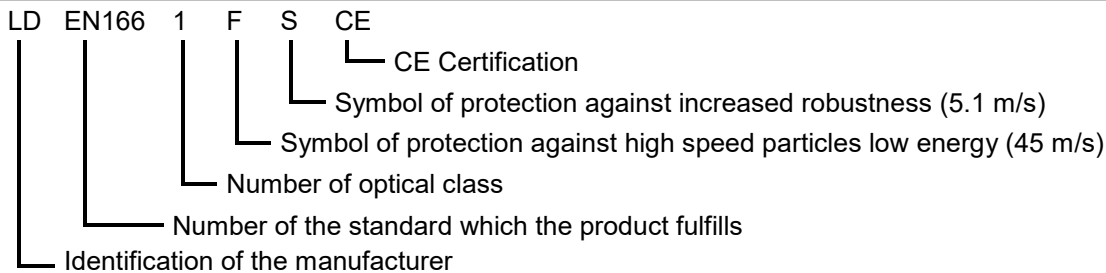 LD EN166 1 F S CE
CE Certification
Symbol of protection against increased robustness (5.1 m/s)
Symbol of protection against high speed particles low energy (45 m/s)
Number of optical class
Number of the standard which the product fulfills
Identification of the manufacturer